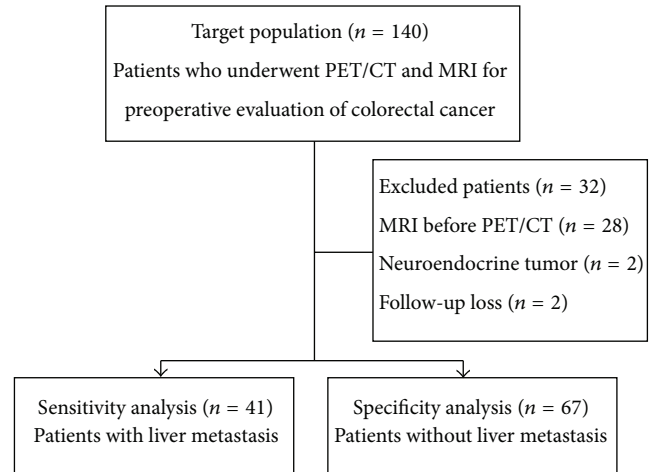 Target population (n = 140)
Patients who underwent PET/CT and MRI for
preoperative evaluation of colorectal cancer
Excluded patients (n = 32)
MRI before PET/CT (n = 28)
Neuroendocrine tumor (n = 2)
Follow-up loss (n = 2)
Sensitivity analysis (n = 41)
Patients with liver metastasis
Specificity analysis (n = 67)
Patients without liver metastasis